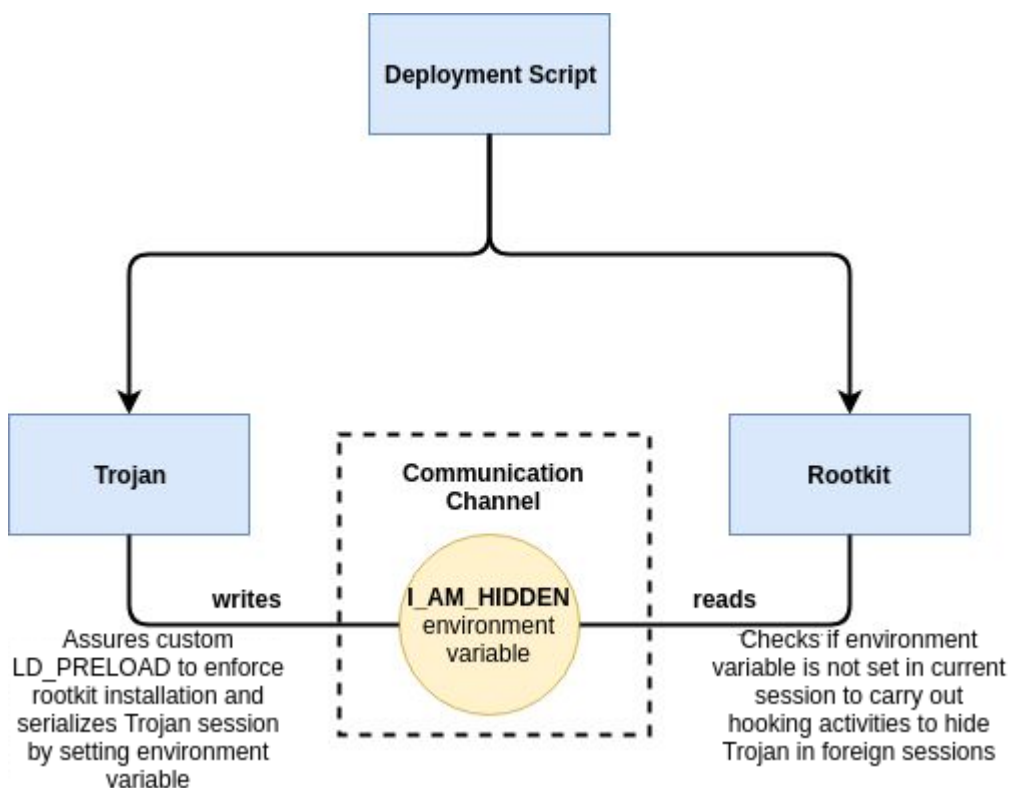 Deployment Script
Trojan
Communication
Channel
Rootkit
I_AM_HIDDEN
environment
variable
writes
reads
Assures custom
LD_PRELOAD to enforce
rootkit installation and
serializes Trojan session
by setting environment
variable
Checks if environment
variable is not set in current
session to carry out
hooking activities to hide
Trojan in foreign sessions